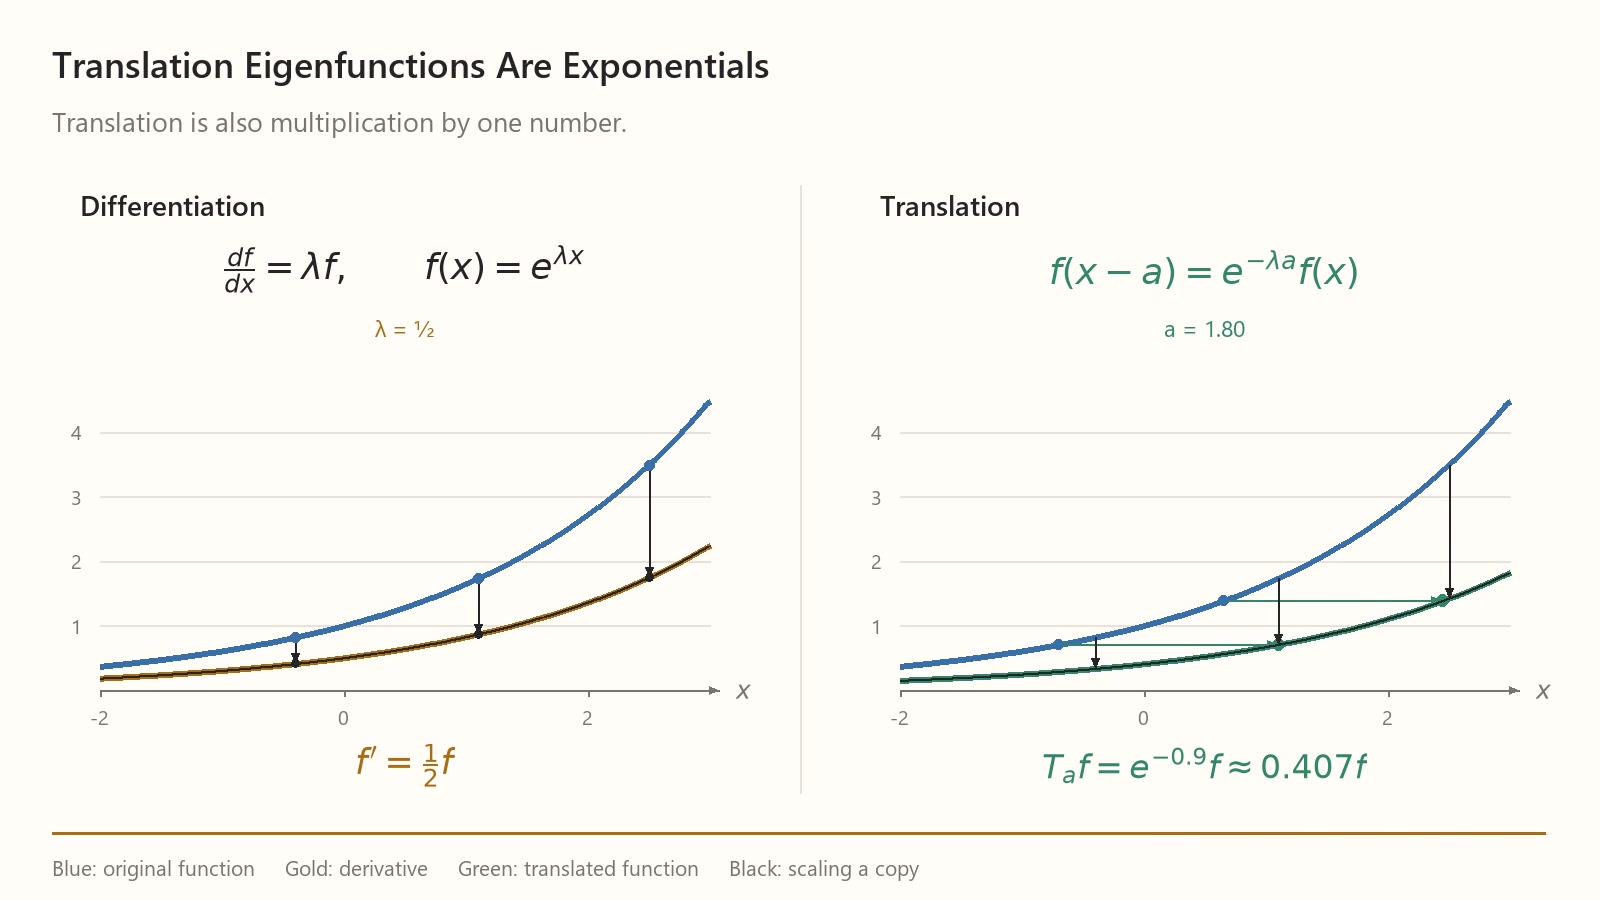 Translation Eigenfunctions Are Exponentials
Translation is also multiplication by one number.
Differentiation
df/dx = λf,  f(x) = e^{λx}
λ = ½
4
3
2
1
-2 0 2 x
f′ = 1/2 f
Translation
f(x − a) = e^{−λa}f(x)
a = 1.80
4
3
2
1
-2 0 2 x
T_a f = e^{−0.9}f ≈ 0.407f
Blue: original function Gold: derivative Green: translated function Black: scaling a copy